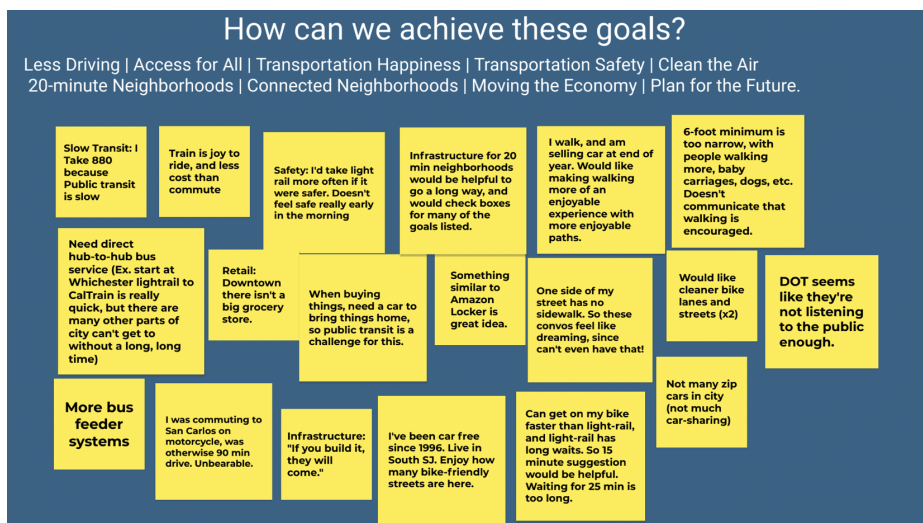 How can we achieve these goals?
Less Driving | Access for All | Transportation Happiness | Transportation Safety | Clean the Air
20-minute Neighborhoods | Connected Neighborhoods | Moving the Economy | Plan for the Future.
Slow Transit: I
Take 880
because
Public transit
is slow
Train is joy to
ride, and less
cost than
commute
Safety: I'd take light
rail more often if it
were safer. Doesn't
feel safe really early
in the morning
Infrastructure for 20
min neighborhoods
would be helpful to
go a long way, and
would check boxes
for many of the
goals listed.
I walk, and am
selling car at end of
year. Would like
making walking
more of an
enjoyable
experience with
more enjoyable
paths.
6-foot minimum is
too narrow, with
people walking
more, baby
carriages, dogs, etc.
Doesn't
communicate that
walking is
encouraged.
Need direct
hub-to-hub bus
service (Ex. start at
Whichester lightrail to
CalTrain is really
quick, but there are
many other parts of
city can't get to
without a long, long
time)
Retail:
Downtown
there isn't a
big grocery
store.
When buying
things, need a car to
bring things home,
so public transit is a
challenge for this.
Something
similar to
Amazon
Locker is
great idea.
One side of my
street has no
sidewalk. So these
convos feel like
dreaming, since
can't even have that!
Would like
cleaner bike
lanes and
streets (x2)
DOT seems
like they're
not listening
to the public
enough.
More bus
feeder
systems
I was commuting to
San Carlos on
motorcycle, was
otherwise 90 min
drive. Unbearable.
Infrastructure:
"If you build it,
they will
come."
I've been car free
since 1996. Live in
South SJ. Enjoy how
many bike-friendly
streets are here.
Can get on my bike
faster than light-rail,
and light-rail has
long waits. So 15
minute suggestion
would be helpful.
Waiting for 25 min is
too long.
Not many zip
cars in city
(not much
car-sharing)